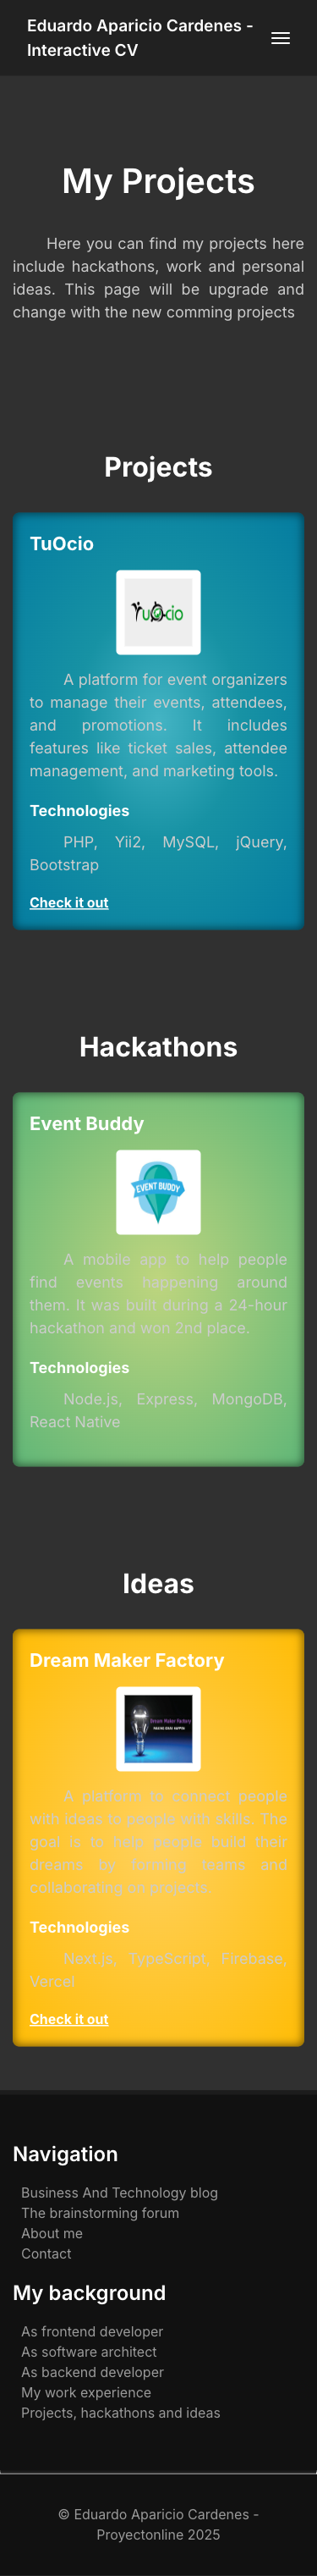 Eduardo Aparicio Cardenes -
Interactive CV
My Projects
Here you can find my projects here
include hackathons, work and personal
ideas. This page will be upgrade and
change with the new comming projects
Projects
TuOcio
TuOcio
A platform for event organizers
to manage their events, attendees,
and promotions. It includes
features like ticket sales, attendee
management, and marketing tools.
Technologies
PHP, Yii2, MySQL, jQuery,
Bootstrap
Check it out
Hackathons
Event Buddy
EVENT BUDDY
A mobile app to help people
find events happening around
them. It was built during a 24-hour
hackathon and won 2nd place.
Technologies
Node.js, Express, MongoDB,
React Native
Ideas
Dream Maker Factory
Dream Maker Factory
MAKING IDEAS HAPPEN
A platform to connect people
with ideas to people with skills. The
goal is to help people build their
dreams by forming teams and
collaborating on projects.
Technologies
Next.js, TypeScript, Firebase,
Vercel
Check it out
Navigation
Business And Technology blog
The brainstorming forum
About me
Contact
My background
As frontend developer
As software architect
As backend developer
My work experience
Projects, hackathons and ideas
© Eduardo Aparicio Cardenes -
Proyectonline 2025